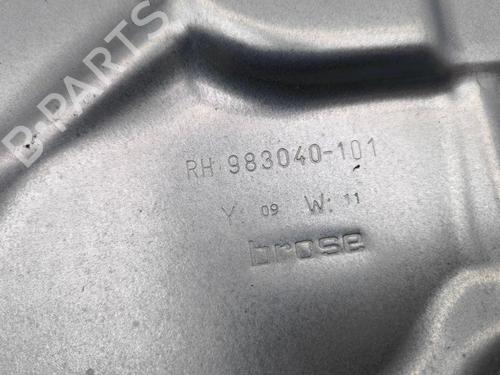 B-PARTS
RH 983040-101
Y: 09 W: 11
brose